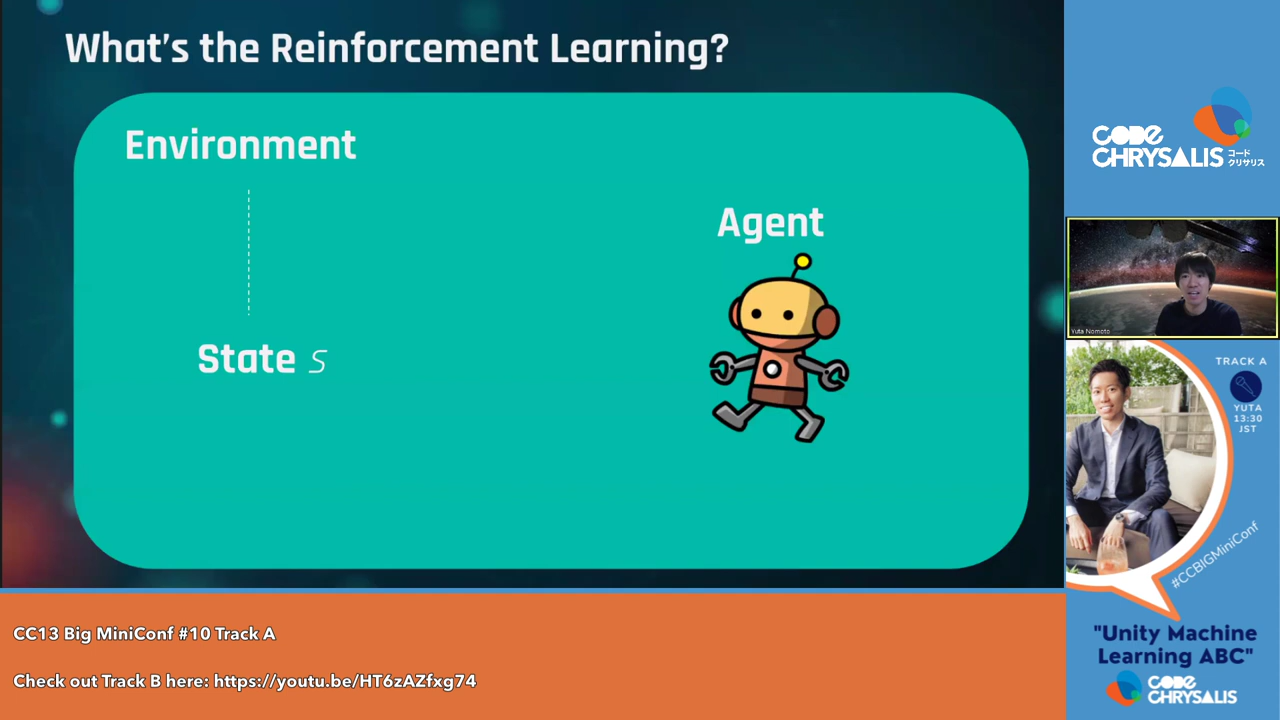 What's the Reinforcement Learning?
Environment
Agent
State s
CODE
CHRYSALIS
コード
クリサリス
Yuta Nomoto
TRACK A
YUTA
13:30
JST
#CCBIGMiniConf
"Unity Machine
Learning ABC"
CODE
CHRYSALIS
CC13 Big MiniConf #10 Track A
Check out Track B here: https://youtu.be/HT6zAZfxg74